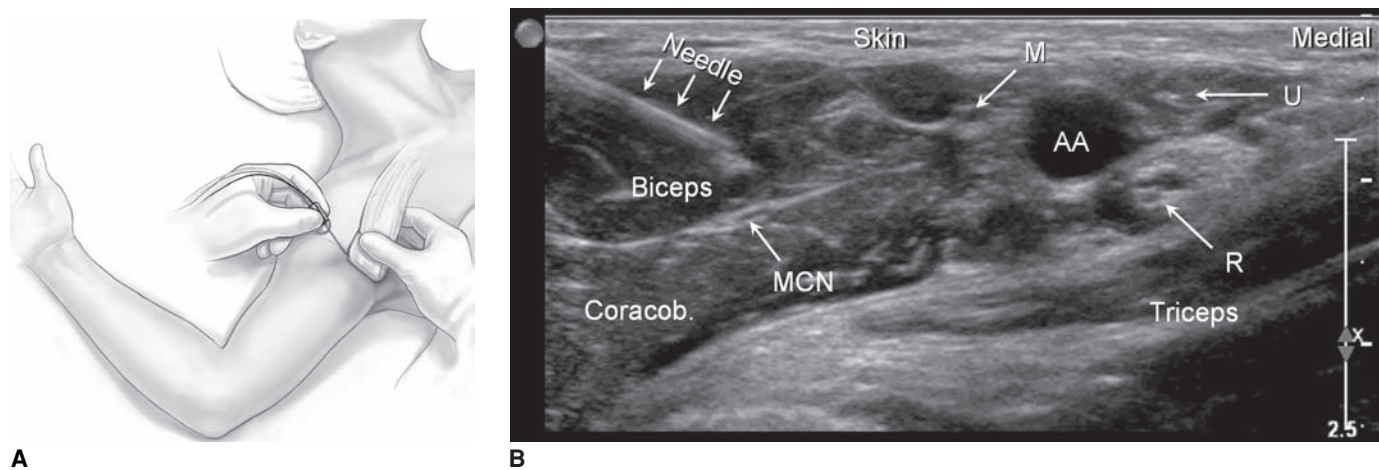 Needle
Skin
M
Medial
U
AA
Biceps
MCN
R
Coracob.
Triceps
X
2.5
A
B